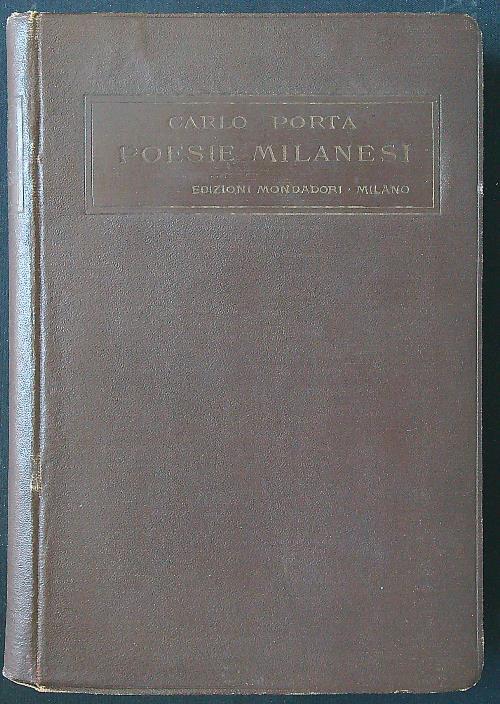 CARLO PORTA
POESIE MILANESI
EDIZIONI MONDADORI · MILANO